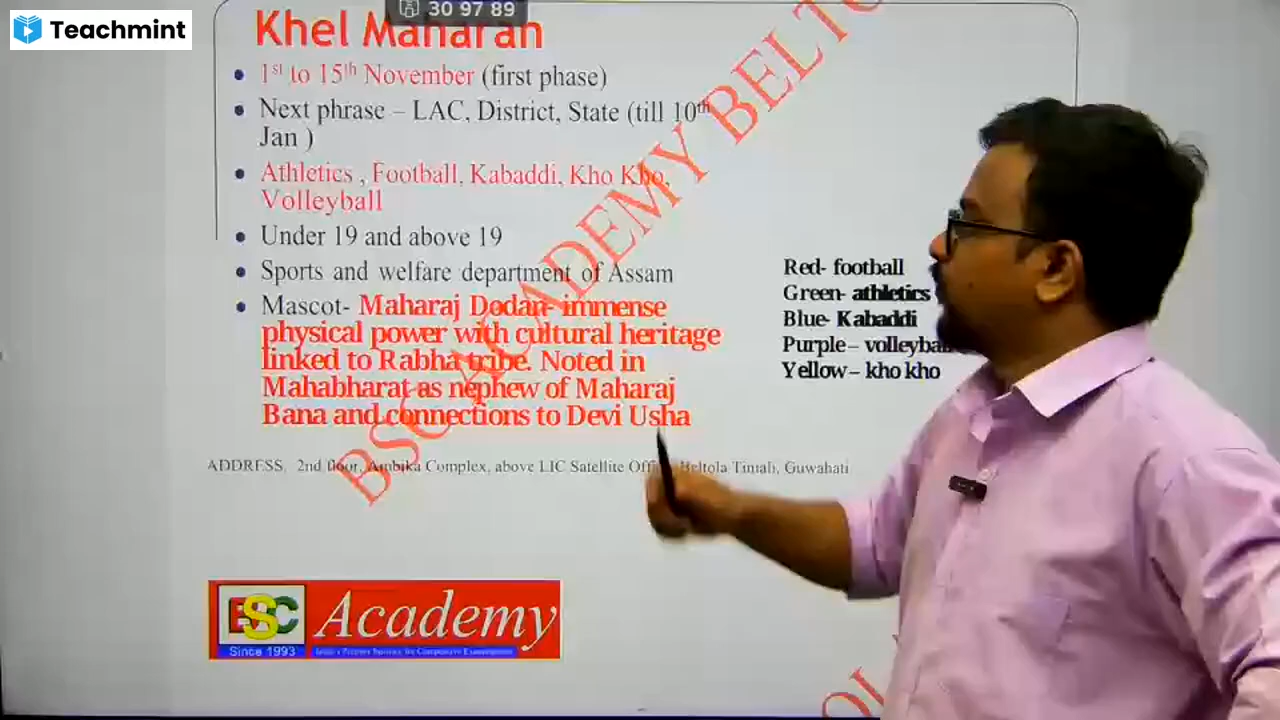 Teachmint
30 97 89
Khel Maharan
1st to 15th November (first phase)
Next phrase – LAC, District, State (till 10th
Jan )
Athletics , Football, Kabaddi, Kho Kho,
Volleyball
Under 19 and above 19
Sports and welfare department of Assam
Mascot- Maharaj Dodan- immense
physical power with cultural heritage
linked to Rabha tribe. Noted in
Mahabharat as nephew of Maharaj
Bana and connections to Devi Usha
Red- football
Green- athletics
Blue- Kabaddi
Purple – volleyball
Yellow – kho kho
BSC ACADEMY BELTO
ADDRESS. 2nd floor, Ambika Complex, above LIC Satellite Beltola Tiniali, Guwahati
BSC Academy
Since 1993